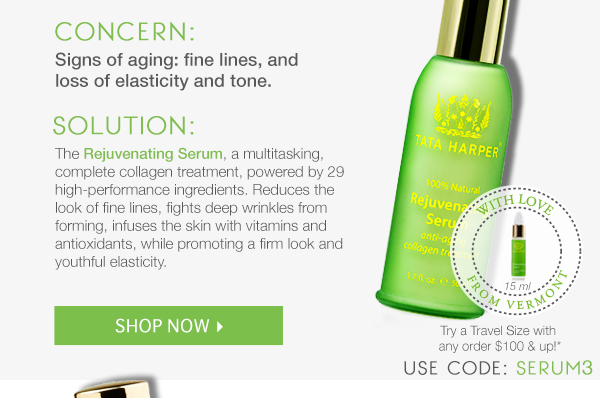 CONCERN:
Signs of aging: fine lines, and
loss of elasticity and tone.
SOLUTION:
The Rejuvenating Serum, a multitasking,
complete collagen treatment, powered by 29
high-performance ingredients. Reduces the
look of fine lines, fights deep wrinkles from
forming, infuses the skin with vitamins and
antioxidants, while promoting a firm look and
youthful elasticity.
SHOP NOW
TATA HARPER
100% Natural
Serum
WITH LOVE
15 ml
FROM VERMONT
Try a Travel Size with
any order $100 & up!*
USE CODE: SERUM3